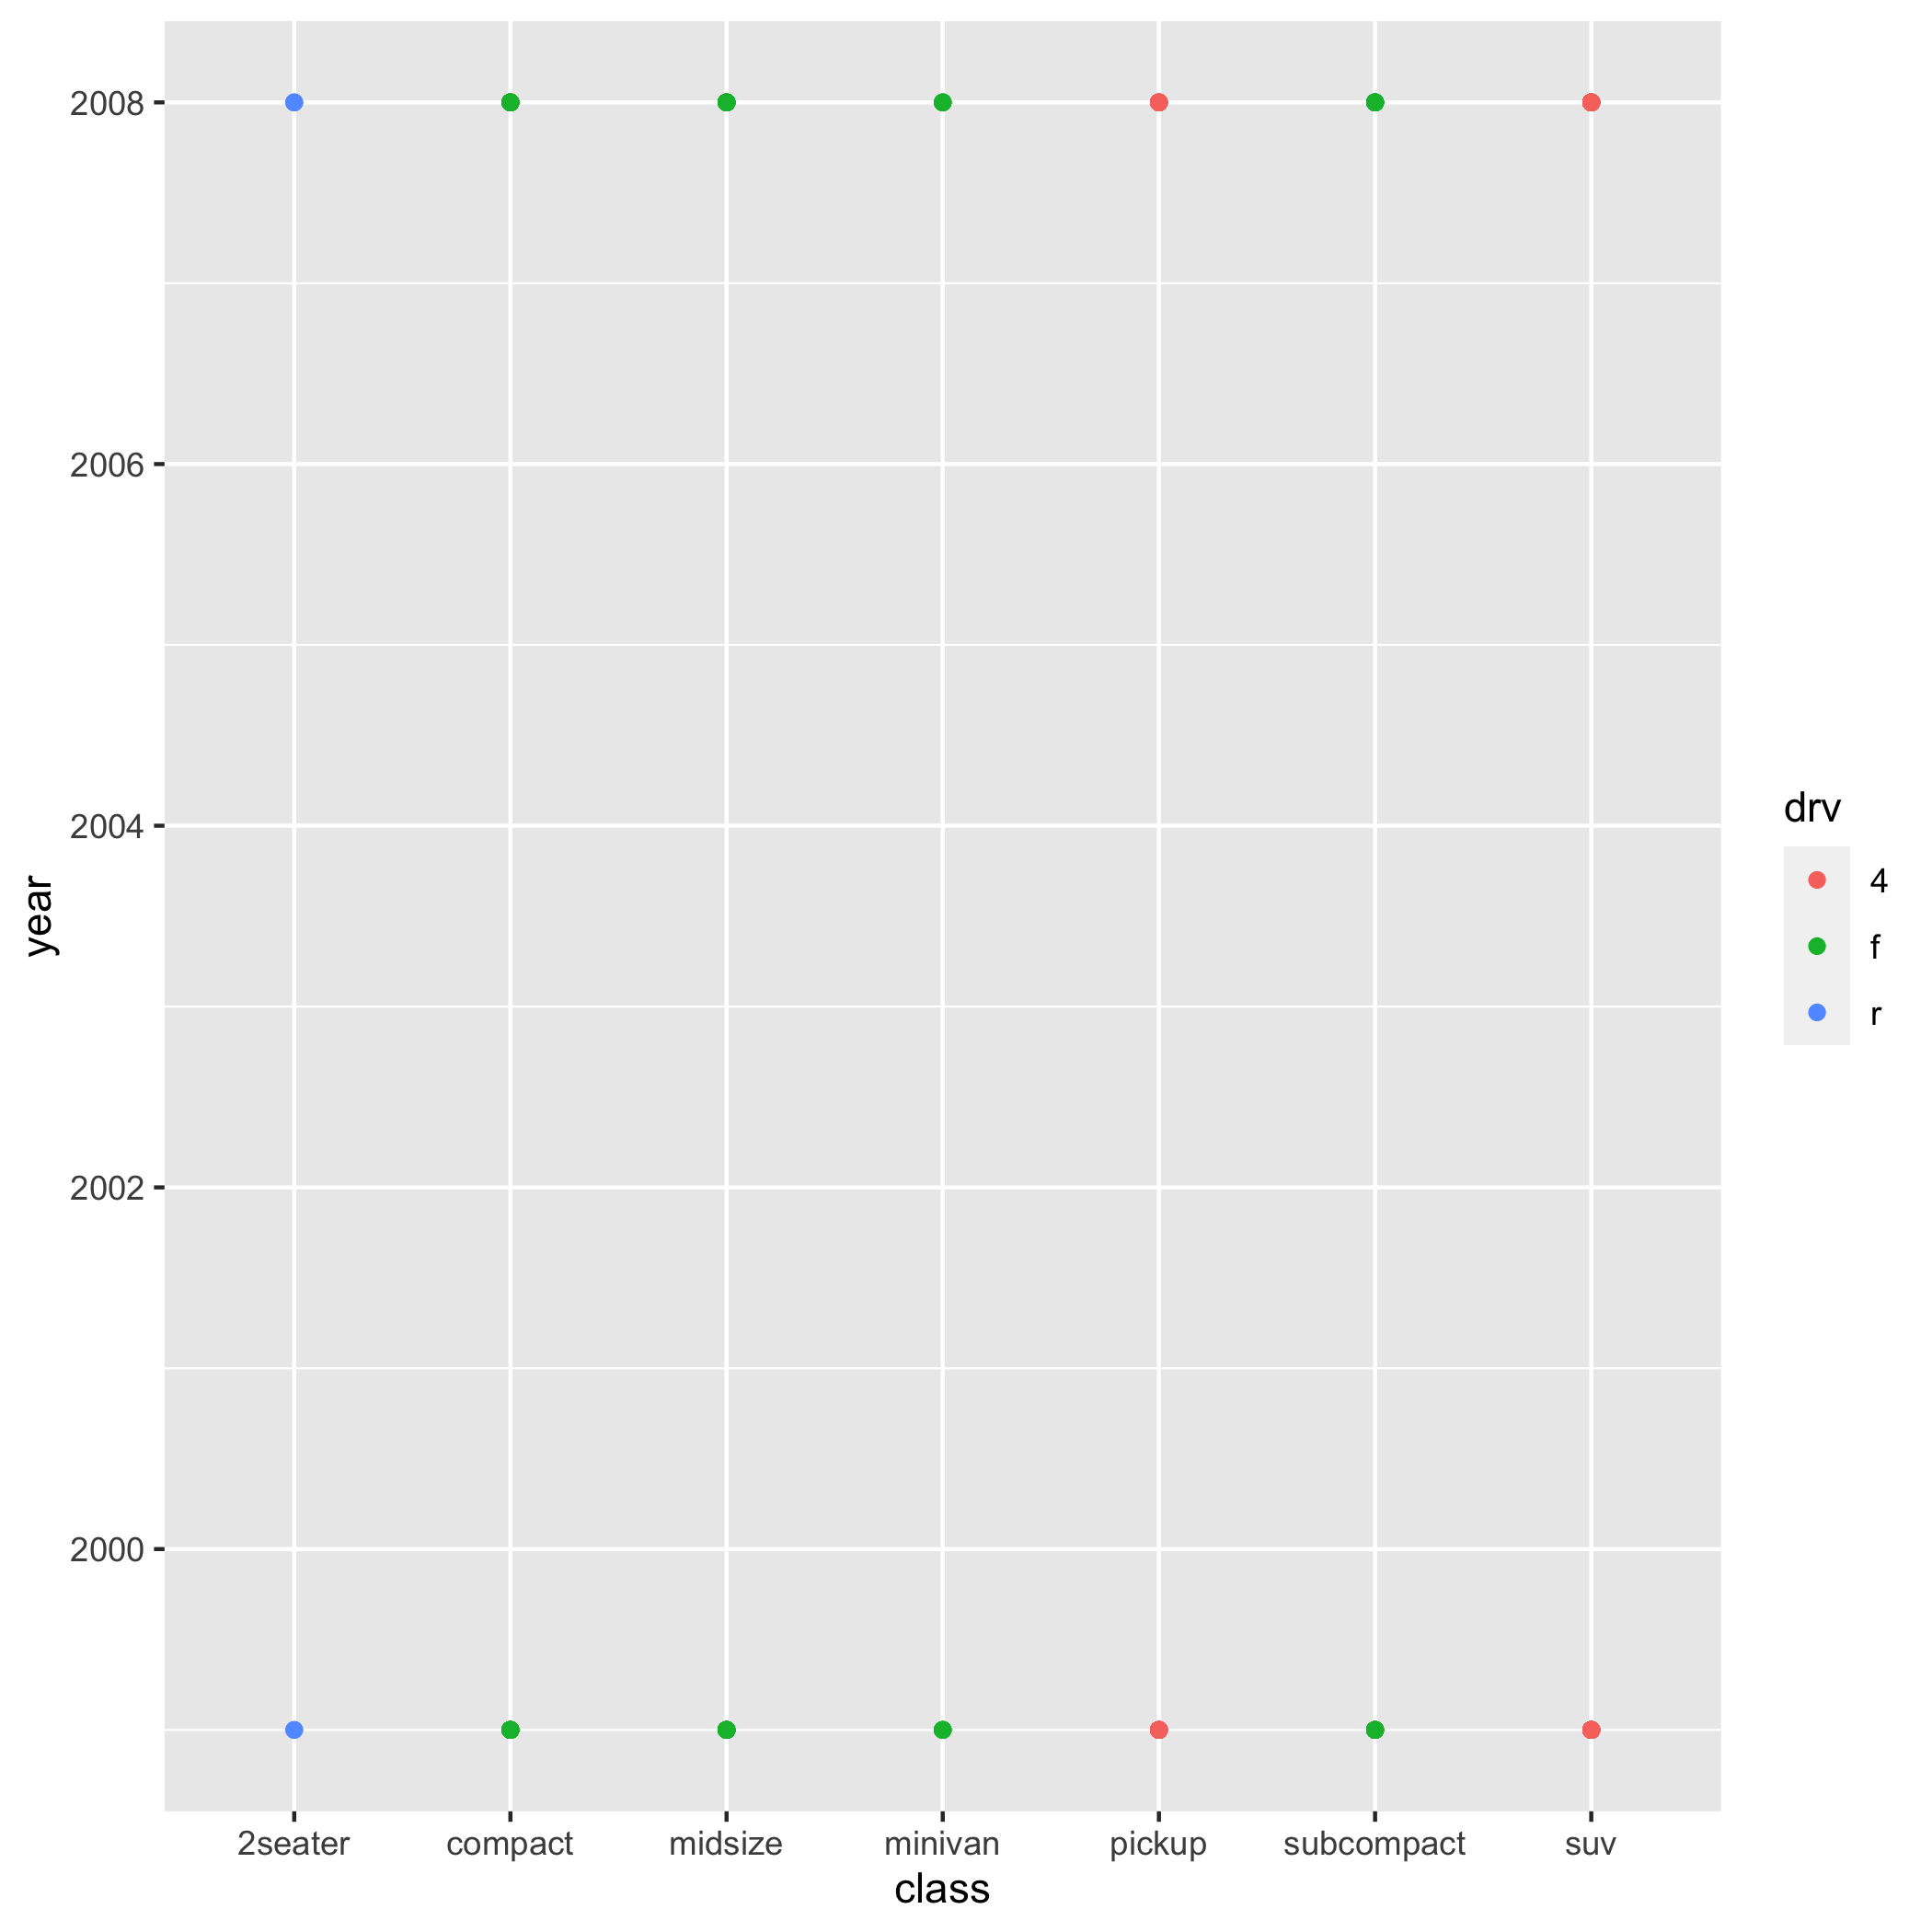 2008
2006
2004
2002
2000
year
2seater compact midsize minivan pickup subcompact suv
class
drv
4
f
r